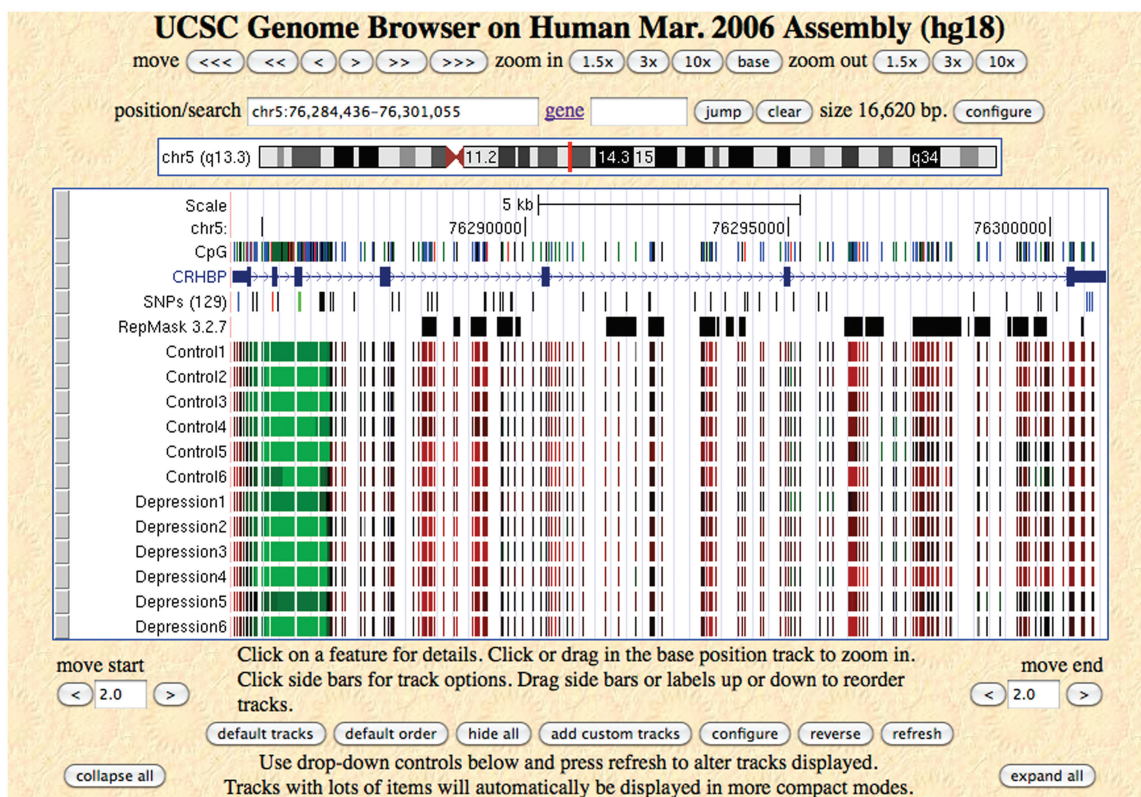 UCSC Genome Browser on Human Mar. 2006 Assembly (hg18)
move <<< << < > >> >>> zoom in 1.5x 3x 10x base zoom out 1.5x 3x 10x
position/search chr5:76,284,436-76,301,055 gene jump clear size 16,620 bp. configure
chr5 (q13.3) 11.2 14.3 15 q34
Scale 5 kb
chr5: 76290000 76295000 76300000
CpG
CRHBP
SNPs (129)
RepMask 3.2.7
Control1
Control2
Control3
Control4
Control5
Control6
Depression1
Depression2
Depression3
Depression4
Depression5
Depression6
move start
< 2.0 >
Click on a feature for details. Click or drag in the base position track to zoom in.
Click side bars for track options. Drag side bars or labels up or down to reorder
tracks.
move end
< 2.0 >
default tracks default order hide all add custom tracks configure reverse refresh
collapse all
Use drop-down controls below and press refresh to alter tracks displayed.
Tracks with lots of items will automatically be displayed in more compact modes.
expand all